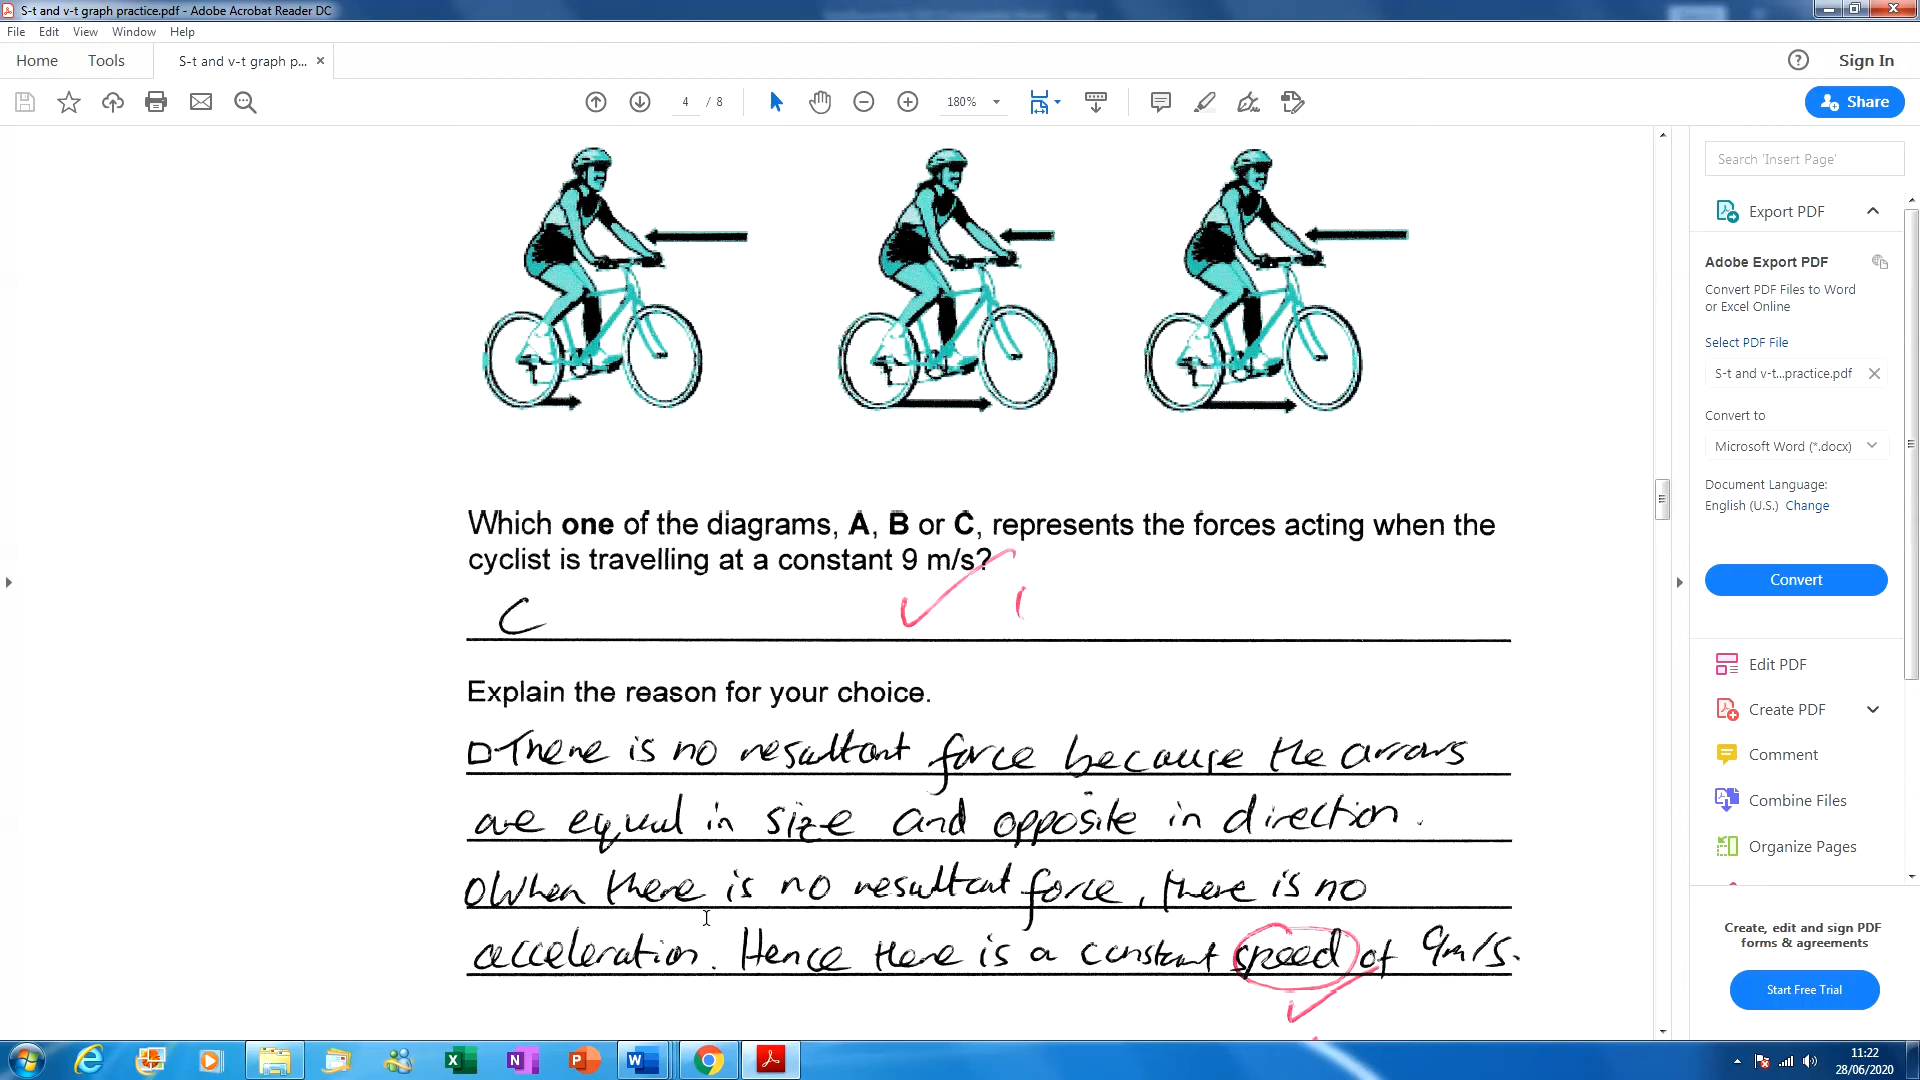 S-t and v-t graph practice.pdf - Adobe Acrobat Reader DC
File Edit View Window Help
Home Tools S-t and v-t graph p... × Sign In
4 / 8 180% Share
Search 'Insert Page'
Export PDF
Adobe Export PDF
Convert PDF Files to Word
or Excel Online
Select PDF File
S-t and v-t...practice.pdf
Convert to
Microsoft Word (*.docx)
Document Language:
English (U.S.) Change
Convert
Edit PDF
Create PDF
Comment
Combine Files
Organize Pages
Create, edit and sign PDF
forms & agreements
Start Free Trial
Which one of the diagrams, A, B or C, represents the forces acting when the
cyclist is travelling at a constant 9 m/s?
C
Explain the reason for your choice.
There is no resultant force because the arrows
are equal in size and opposite in direction.
When there is no resultant force, there is no
acceleration. Hence there is a constant speed of 9m/s.
11:22
28/06/2020